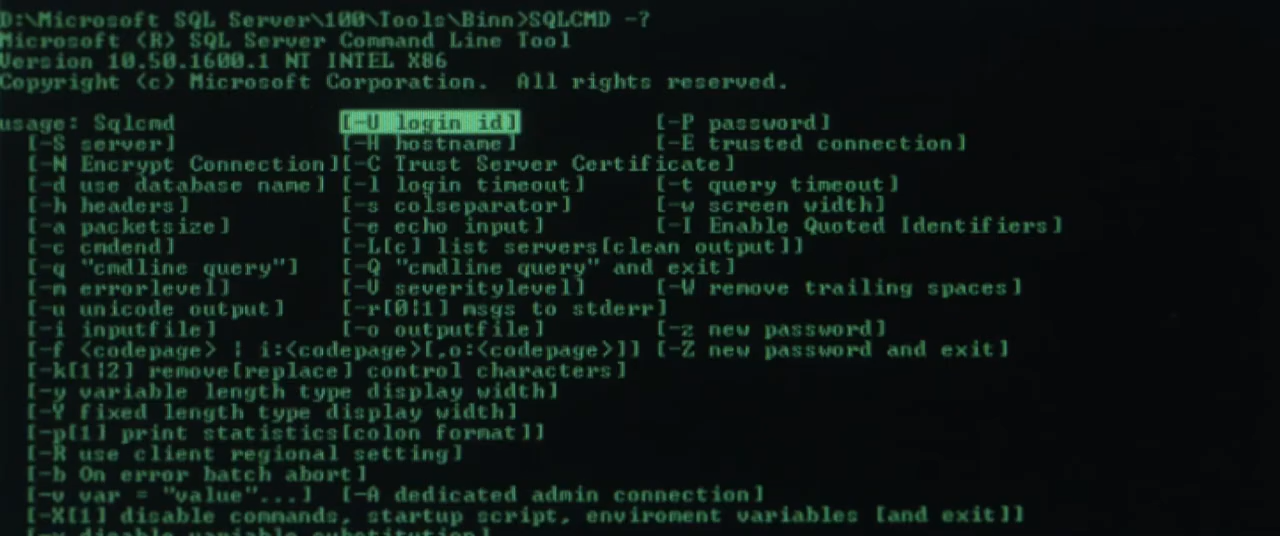 D:\Microsoft SQL Server\100\Tools\Binn>SQLCMD -?
Microsoft (R) SQL Server Command Line Tool
Version 10.50.1600.1 NT INTEL X86
Copyright (c) Microsoft Corporation.  All rights reserved.
usage: Sqlcmd            [-U login id]          [-P password]
[-S server]            [-H hostname]          [-E trusted connection]
[-N Encrypt Connection][-C Trust Server Certificate]
[-d use database name] [-l login timeout]     [-t query timeout]
[-h headers]           [-s colseparator]      [-w screen width]
[-a packetsize]        [-e echo input]        [-I Enable Quoted Identifiers]
[-c cmdend]            [-L[c] list servers[clean output]]
[-q "cmdline query"]   [-Q "cmdline query" and exit]
[-m errorlevel]        [-V severitylevel]     [-W remove trailing spaces]
[-u unicode output]    [-r[0|1] msgs to stderr]
[-i inputfile]         [-o outputfile]        [-z new password]
[-f <codepage> | i:<codepage>[,o:<codepage>]] [-Z new password and exit]
[-k[1|2] remove[replace] control characters]
[-y variable length type display width]
[-Y fixed length type display width]
[-p[1] print statistics[colon format]]
[-R use client regional setting]
[-b On error batch abort]
[-v var = "value"...]  [-A dedicated admin connection]
[-X[1] disable commands, startup script, enviroment variables [and exit]]
[-x disable variable substitution]